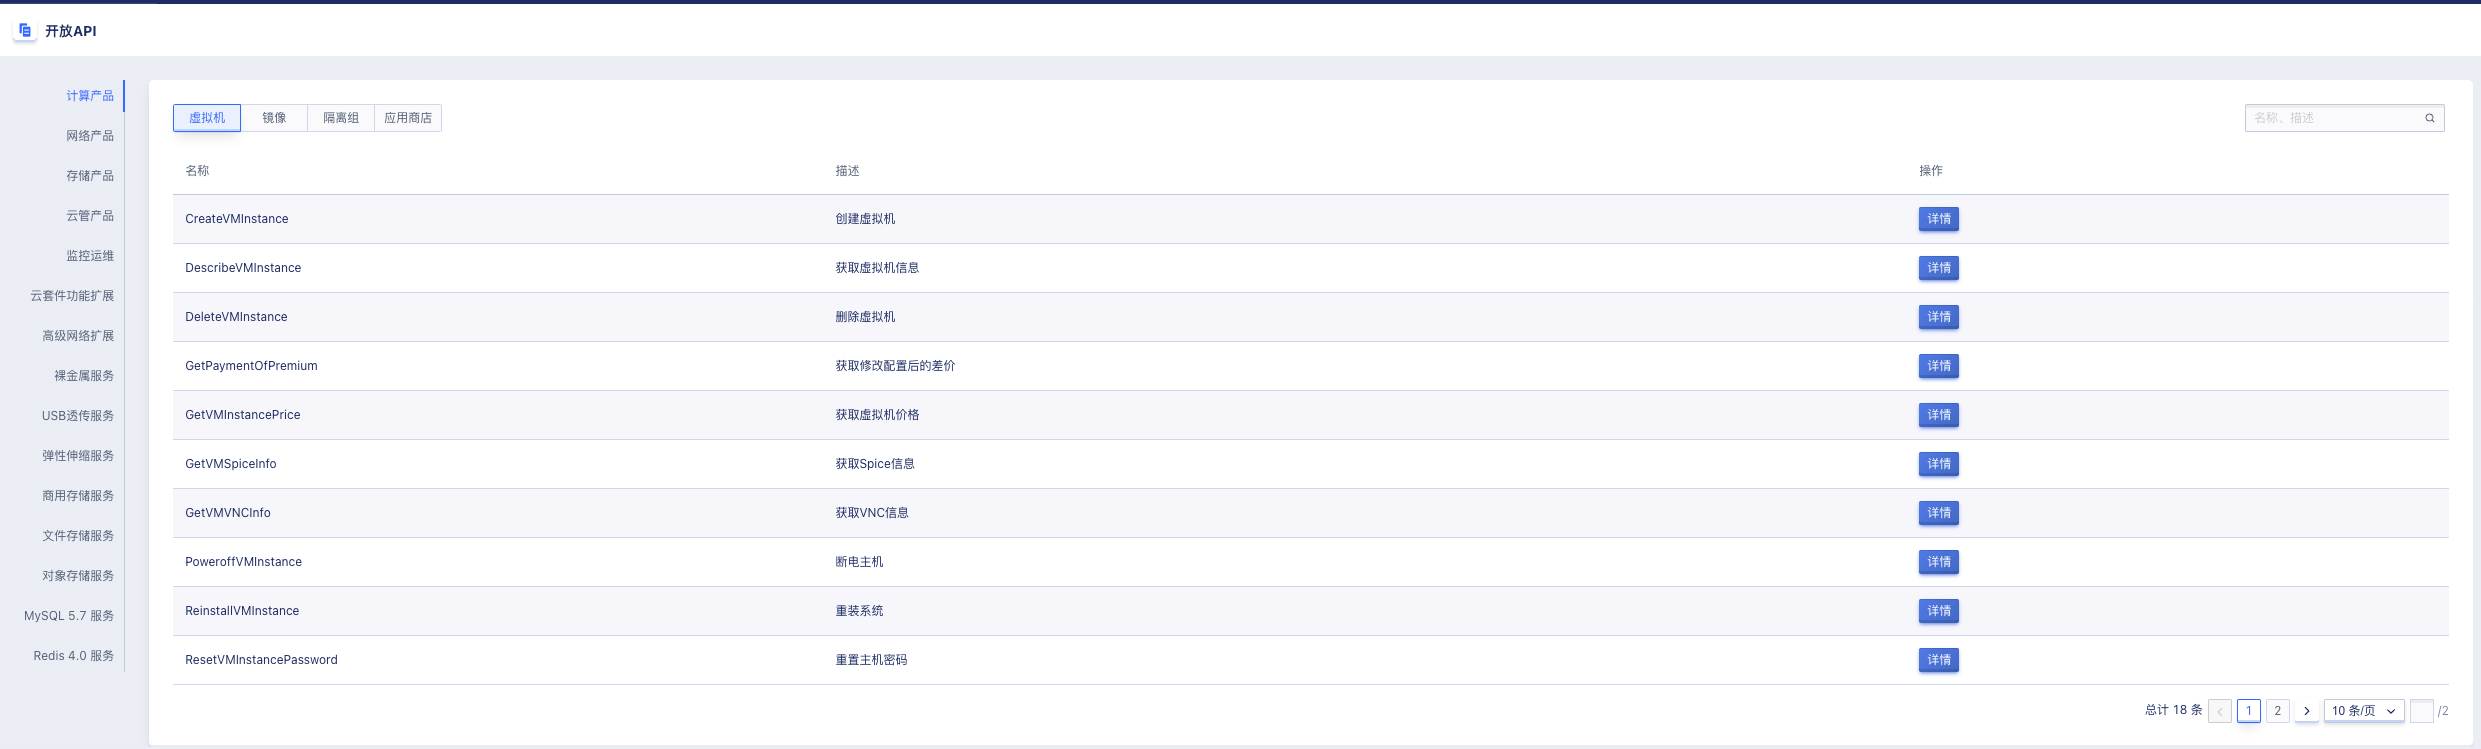 开放API
计算产品
网络产品
存储产品
云管产品
监控运维
云套件功能扩展
高级网络扩展
裸金属服务
USB透传服务
弹性伸缩服务
商用存储服务
文件存储服务
对象存储服务
MySQL 5.7 服务
Redis 4.0 服务
虚拟机 镜像 隔离组 应用商店 名称、描述
名称 描述 操作
CreateVMInstance 创建虚拟机 详情
DescribeVMInstance 获取虚拟机信息 详情
DeleteVMInstance 删除虚拟机 详情
GetPaymentOfPremium 获取修改配置后的差价 详情
GetVMInstancePrice 获取虚拟机价格 详情
GetVMSpiceInfo 获取Spice信息 详情
GetVMVNCInfo 获取VNC信息 详情
PoweroffVMInstance 断电主机 详情
ReinstallVMInstance 重装系统 详情
ResetVMInstancePassword 重置主机密码 详情
总计 18 条 1 2 10 条/页 /2